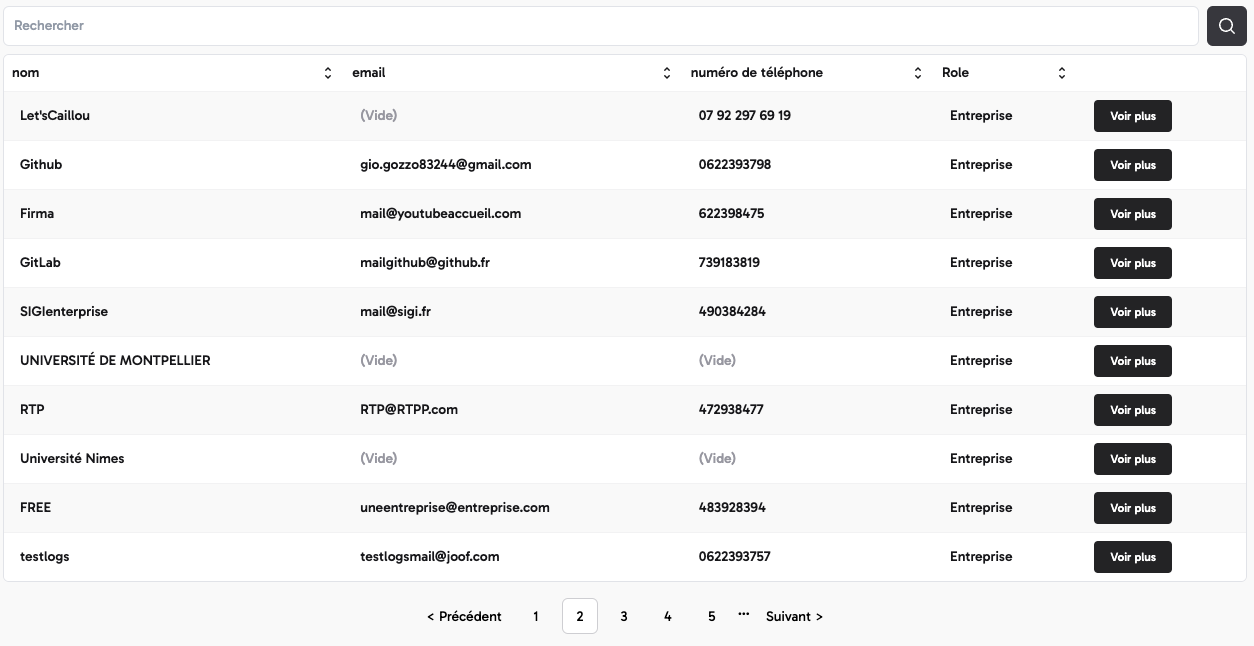 Rechercher
nom email numéro de téléphone Role
Let'sCaillou (Vide) 07 92 297 69 19 Entreprise Voir plus
Github gio.gozzo83244@gmail.com 0622393798 Entreprise Voir plus
Firma mail@youtubeaccueil.com 622398475 Entreprise Voir plus
GitLab mailgithub@github.fr 739183819 Entreprise Voir plus
SIGIenterprise mail@sigi.fr 490384284 Entreprise Voir plus
UNIVERSITÉ DE MONTPELLIER (Vide) (Vide) Entreprise Voir plus
RTP RTP@RTPP.com 472938477 Entreprise Voir plus
Université Nimes (Vide) (Vide) Entreprise Voir plus
FREE uneentreprise@entreprise.com 483928394 Entreprise Voir plus
testlogs testlogsmail@joof.com 0622393757 Entreprise Voir plus
< Précédent 1 2 3 4 5 ... Suivant >